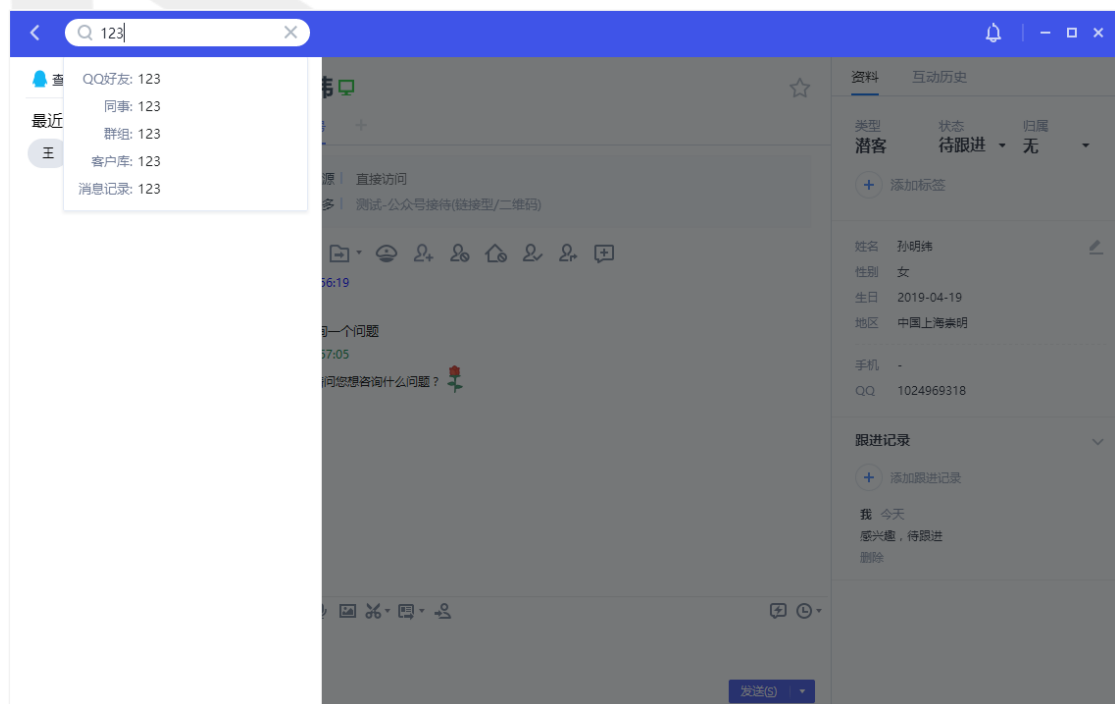 123
查
QQ好友: 123
同事: 123
群组: 123
客户库: 123
消息记录: 123
最近
王
源 | 直接访问
多 | 测试-公众号接待(链接型/二维码)
56:19
一个问题
57:05
问您想咨询什么问题？
发送(S)
资料 互动历史
类型 状态 归属
潜客 待跟进 无
添加标签
姓名 孙明纬
性别 女
生日 2019-04-19
地区 中国上海崇明
手机 -
QQ 1024969318
跟进记录
添加跟进记录
我 今天
感兴趣，待跟进
删除